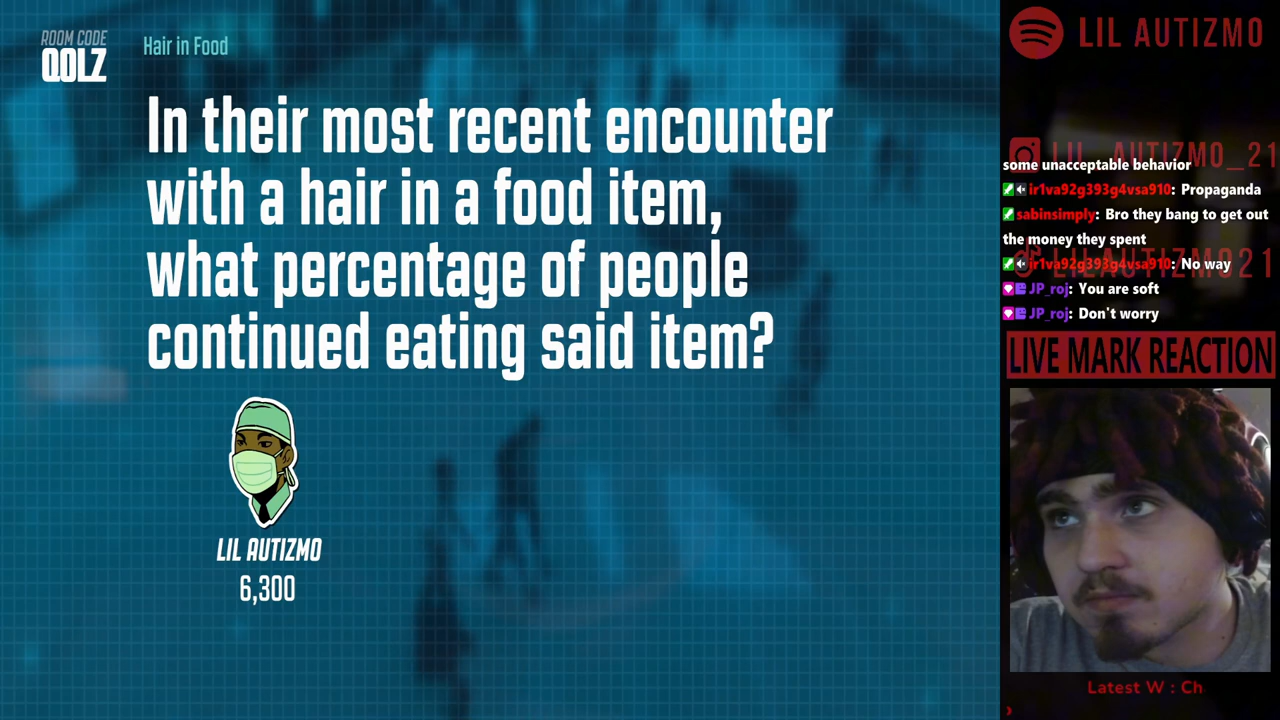 ROOM CODE
QOLZ
Hair in Food
In their most recent encounter
with a hair in a food item,
what percentage of people
continued eating said item?
LIL AUTIZMO
6,300
LIL AUTIZMO
LIL_AUTIZMO_21
some unacceptable behavior
ir1va92g393g4vsa910: Propaganda
sabinsimply: Bro they bang to get out
the money they spent
LILAUTIZMO21
ir1va92g393g4vsa910: No way
JP_roj: You are soft
JP_roj: Don't worry
LIVE MARK REACTION
Latest W : Ch